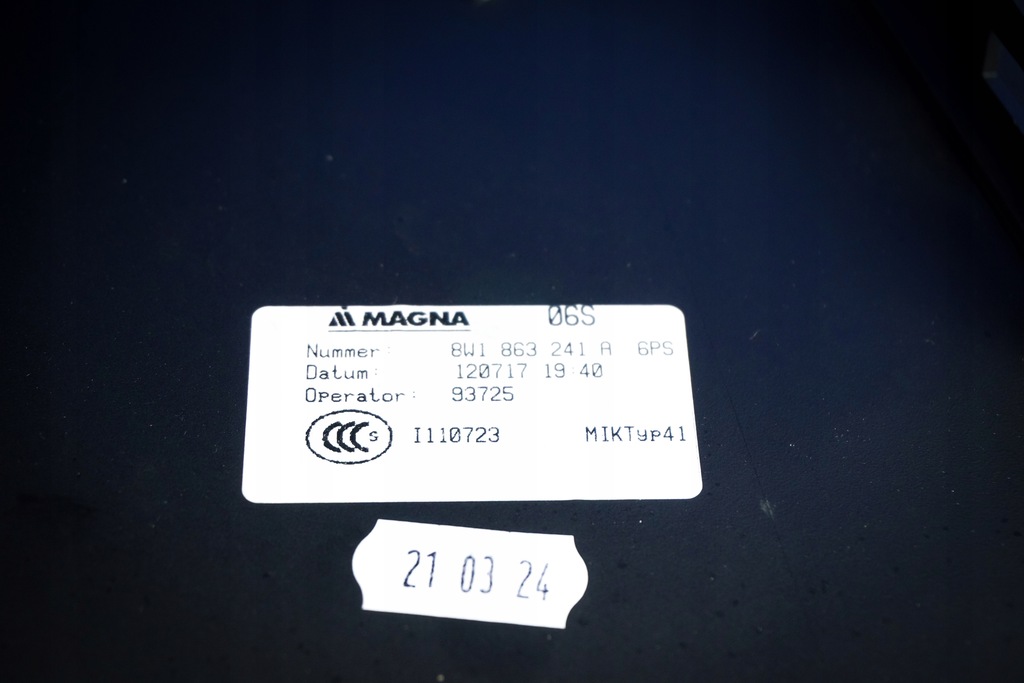 MAGNA 06S
Nummer: 8W1 863 241 A 6PS
Datum: 120717 19:40
Operator: 93725
CCC S I110723 MIKTyp41
21 03 24